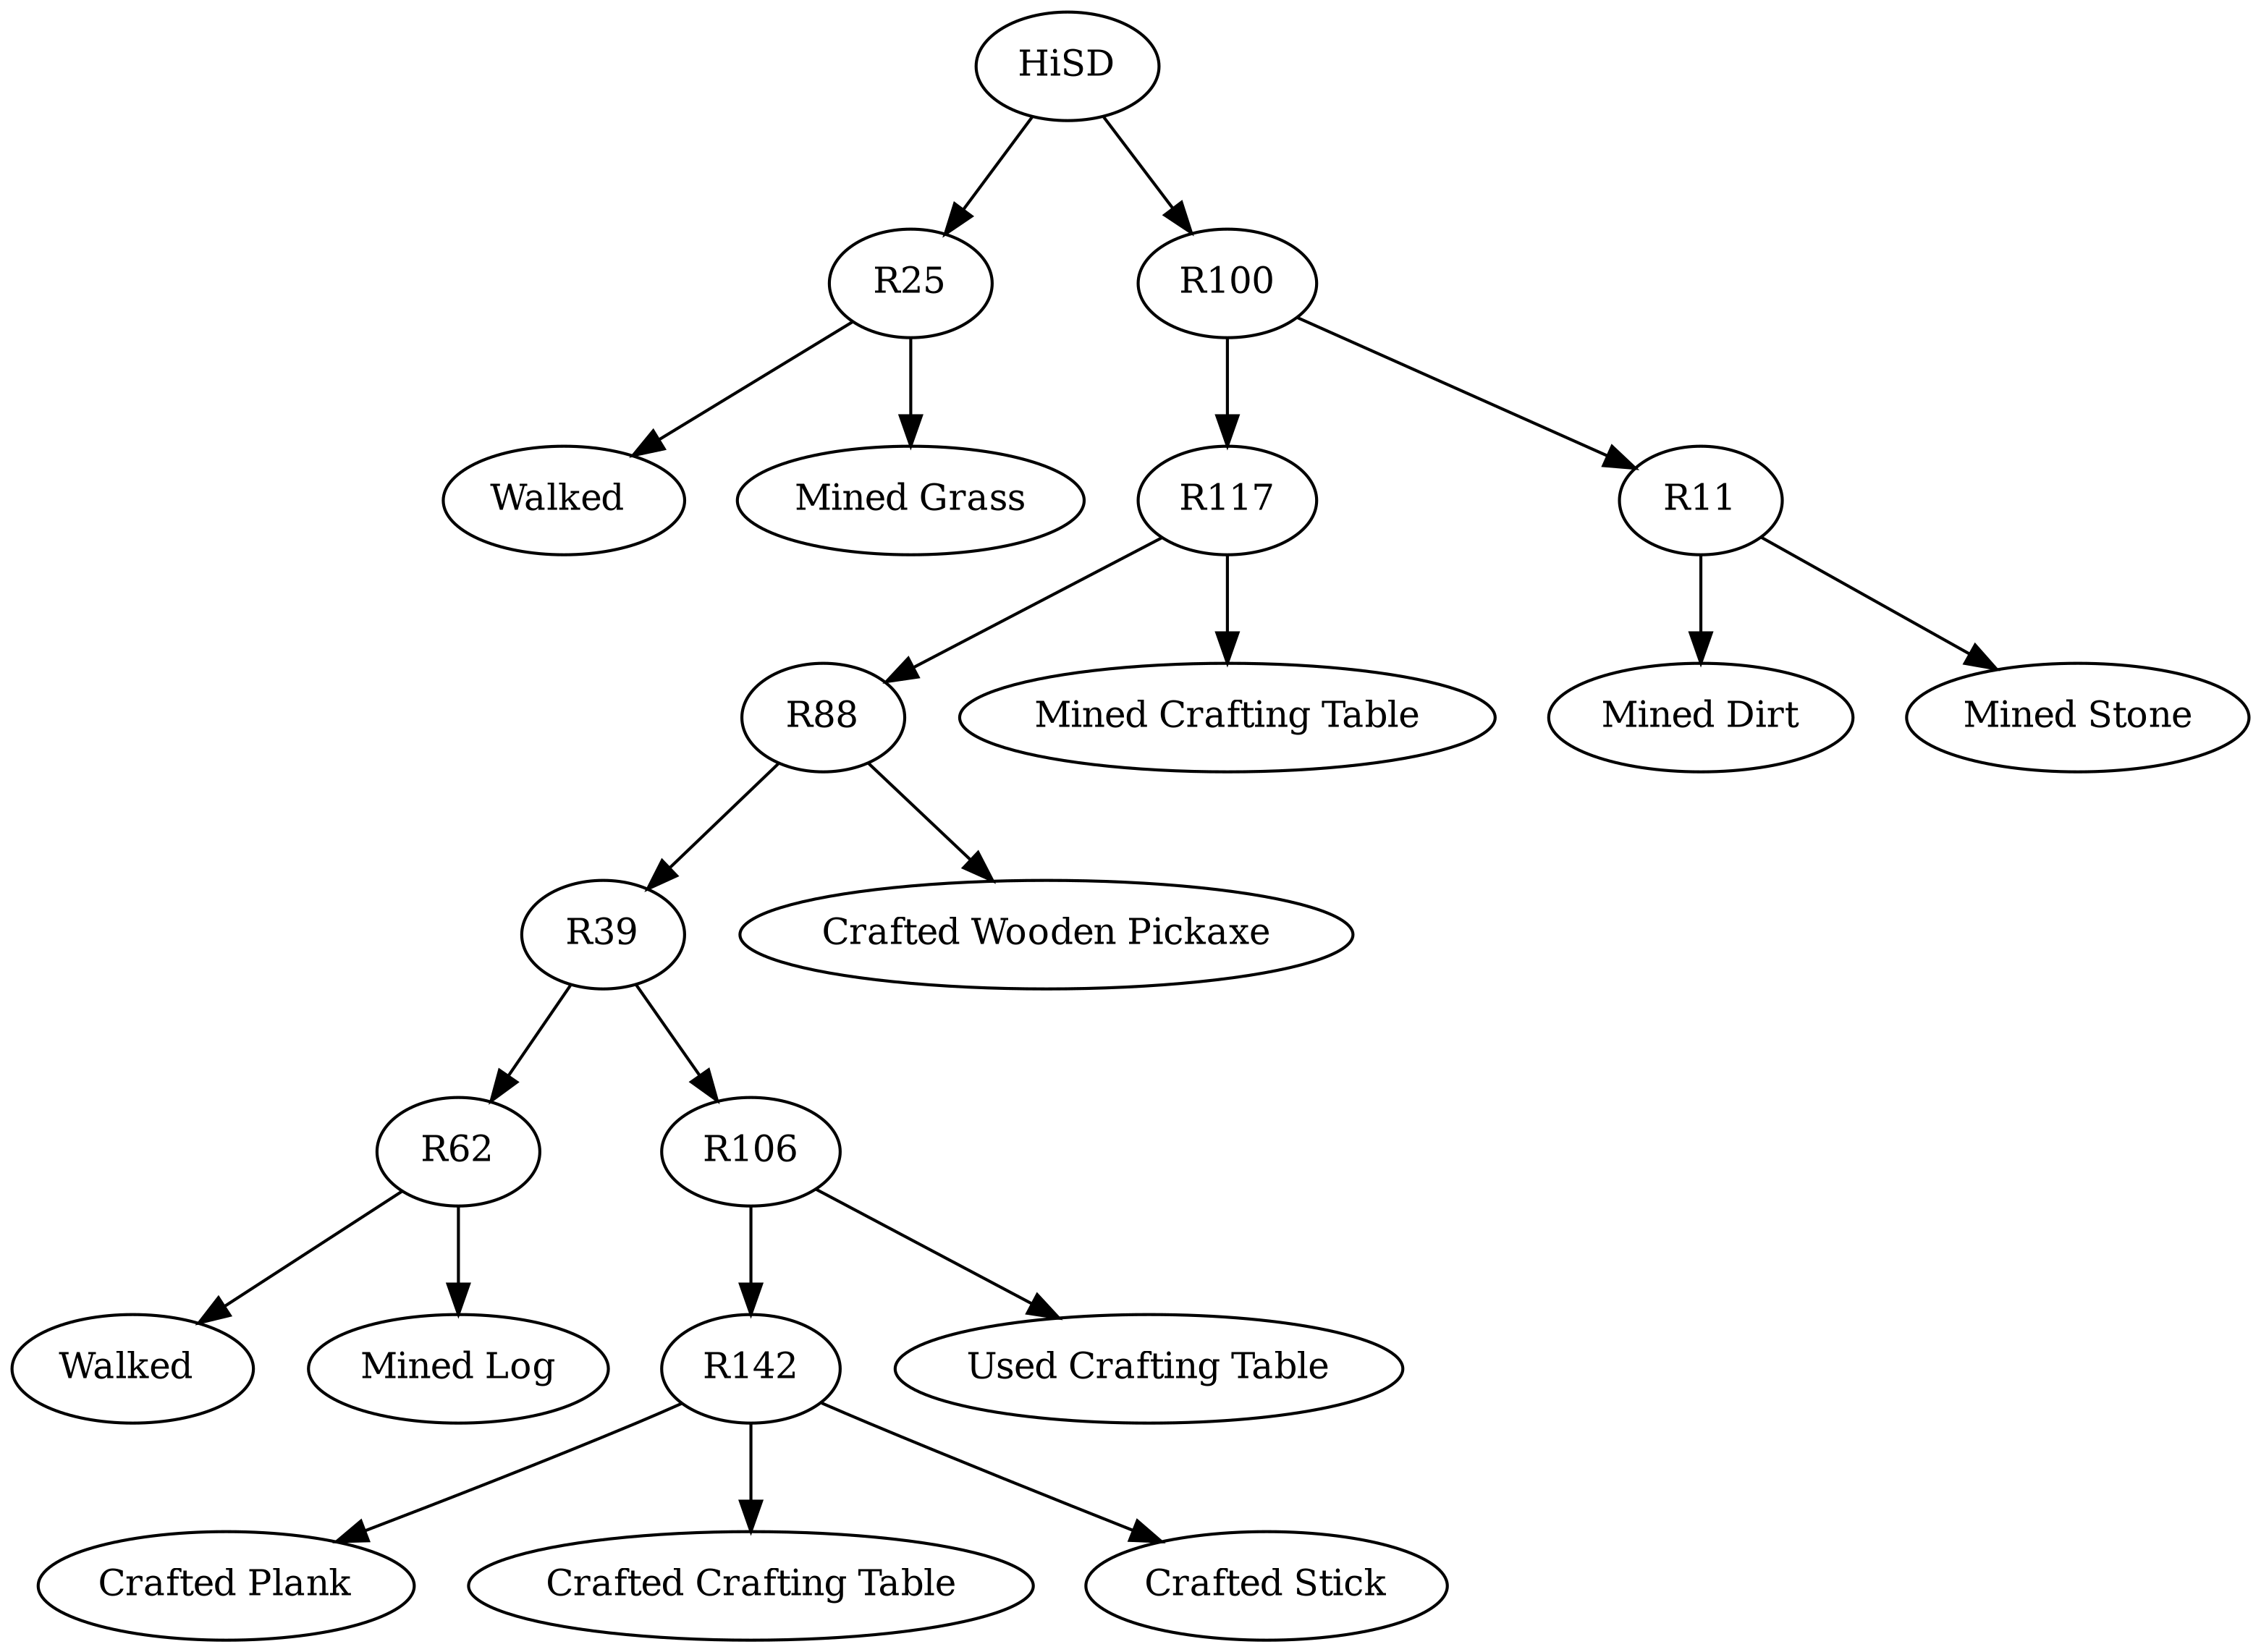 HiSD
R25
R100
Walked
Mined Grass
R117
R11
R88
Mined Crafting Table
Mined Dirt
Mined Stone
R39
Crafted Wooden Pickaxe
R62
R106
Walked
Mined Log
R142
Used Crafting Table
Crafted Plank
Crafted Crafting Table
Crafted Stick